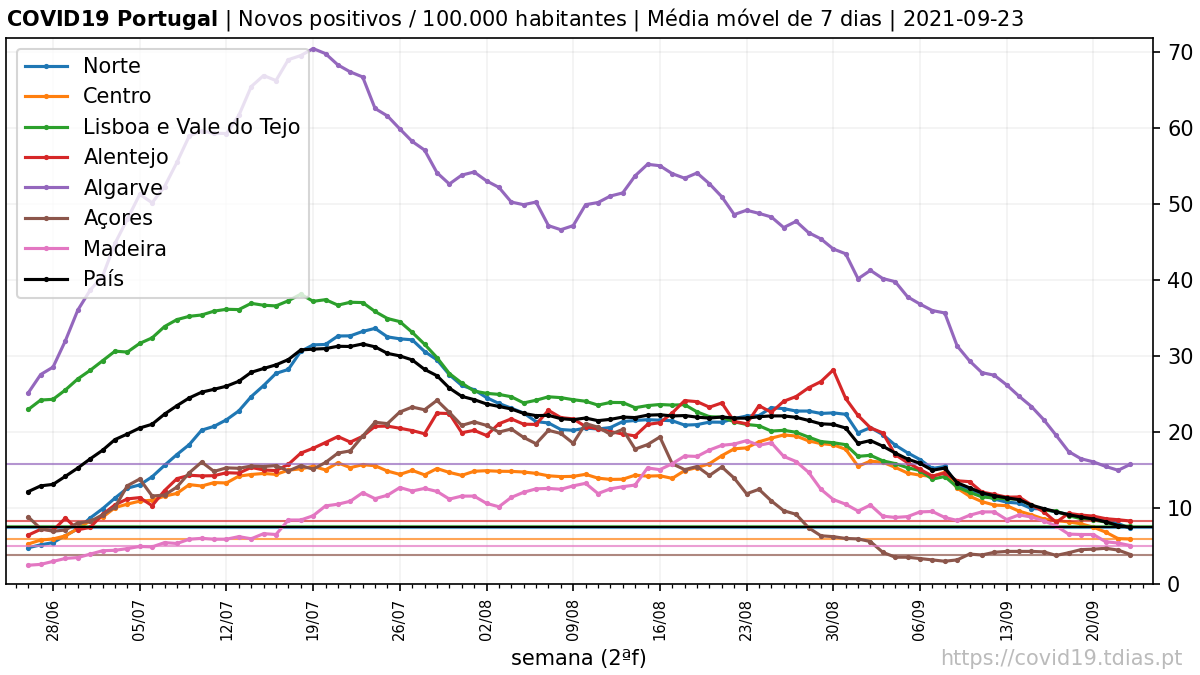 COVID19 Portugal | Novos positivos / 100.000 habitantes | Média móvel de 7 dias | 2021-09-23
Norte
Centro
Lisboa e Vale do Tejo
Alentejo
Algarve
Açores
Madeira
País
70
60
50
40
30
20
10
0
28/06 05/07 12/07 19/07 26/07 02/08 09/08 16/08 23/08 30/08 06/09 13/09 20/09
semana (2ªf)
https://covid19.tdias.pt